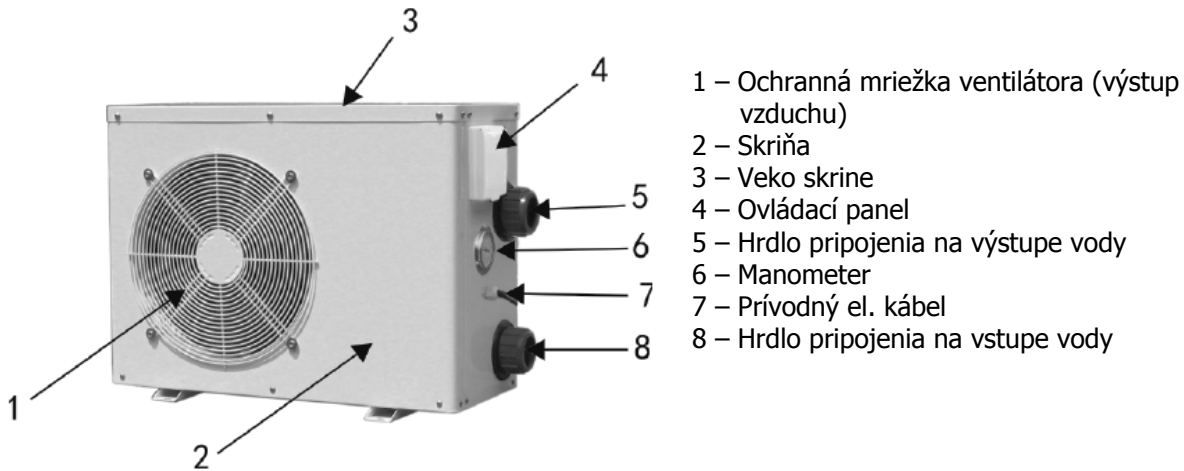 3
4
5
6
7
8
1
2
1 – Ochranná mriežka ventilátora (výstup
vzduchu)
2 – Skriňa
3 – Veko skrine
4 – Ovládací panel
5 – Hrdlo pripojenia na výstupe vody
6 – Manometer
7 – Prívodný el. kábel
8 – Hrdlo pripojenia na vstupe vody